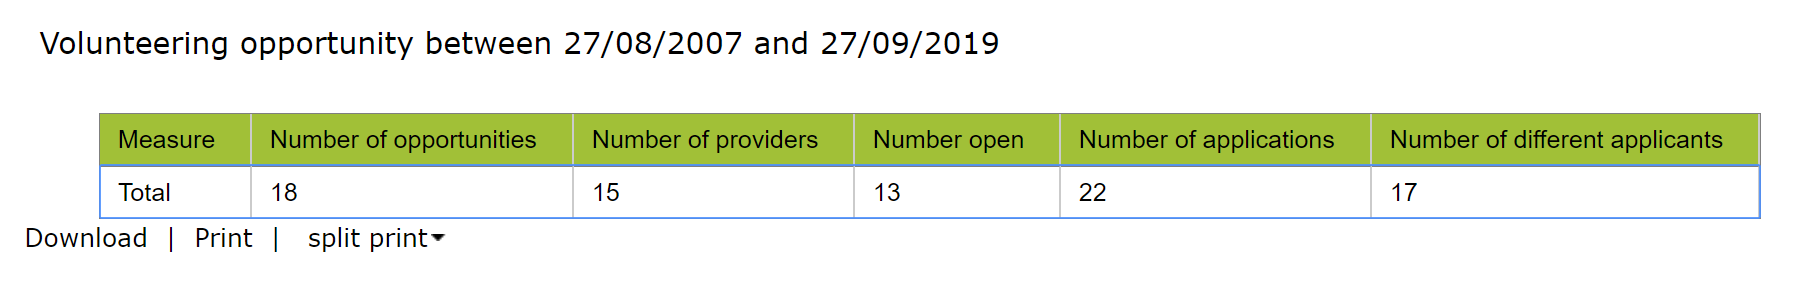 Volunteering opportunity between 27/08/2007 and 27/09/2019
Measure Number of opportunities Number of providers Number open Number of applications Number of different applicants
Total 18 15 13 22 17
Download | Print | split print